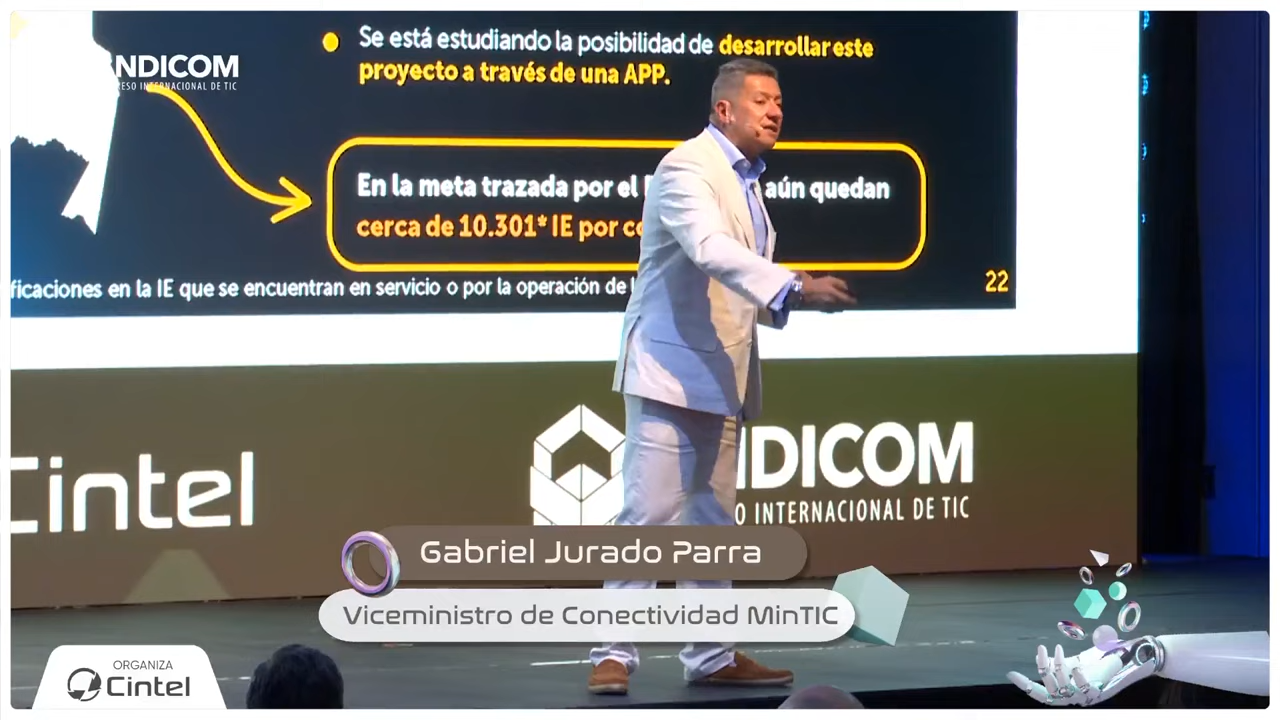 Se está estudiando la posibilidad de desarrollar este
proyecto a través de una APP.
NDICOM
ESO INTERNACIONAL DE TIC
En la meta trazada por el aún quedan
cerca de 10.301* IE por
ficaciones en la IE que se encuentran en servicio o por la operación de
22
Cintel
NDICOM
O INTERNACIONAL DE TIC
Gabriel Jurado Parra
Viceministro de Conectividad MinTIC
ORGANIZA
Cintel